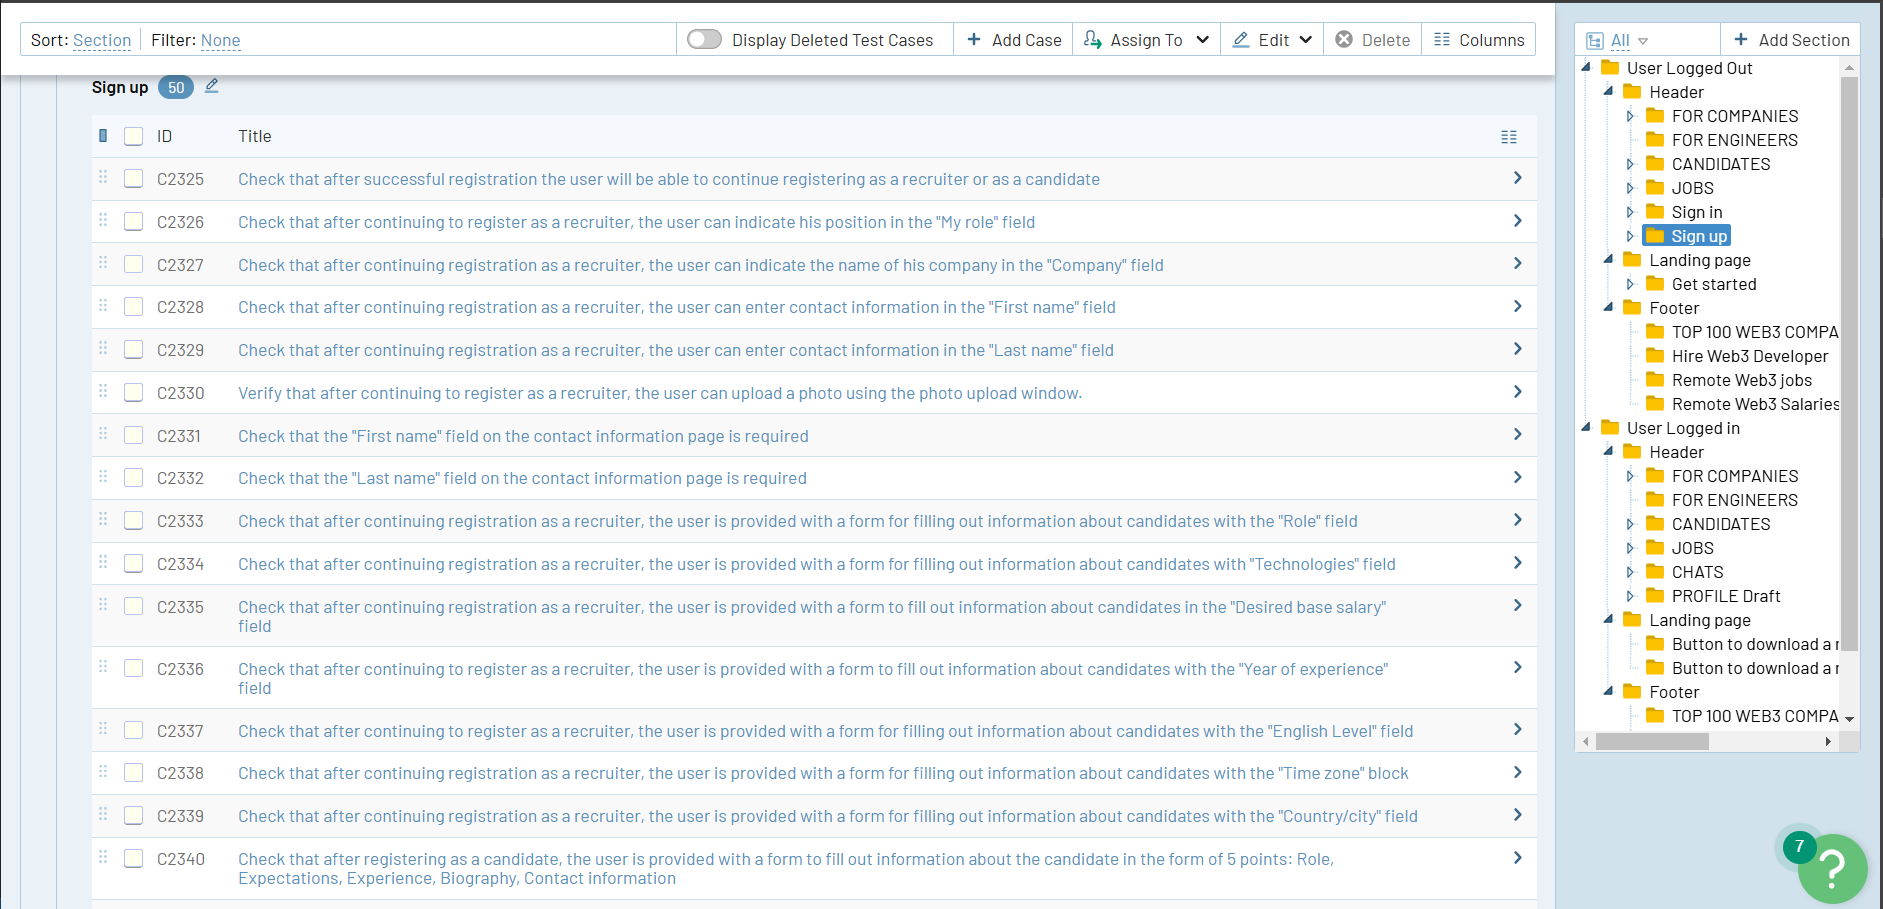 Sort: Section Filter: None
Display Deleted Test Cases
Add Case
Assign To
Edit
Delete
Columns
Sign up 50
ID Title
C2325 Check that after successful registration the user will be able to continue registering as a recruiter or as a candidate
C2326 Check that after continuing to register as a recruiter, the user can indicate his position in the "My role" field
C2327 Check that after continuing registration as a recruiter, the user can indicate the name of his company in the "Company" field
C2328 Check that after continuing registration as a recruiter, the user can enter contact information in the "First name" field
C2329 Check that after continuing registration as a recruiter, the user can enter contact information in the "Last name" field
C2330 Verify that after continuing to register as a recruiter, the user can upload a photo using the photo upload window.
C2331 Check that the "First name" field on the contact information page is required
C2332 Check that the "Last name" field on the contact information page is required
C2333 Check that after continuing registration as a recruiter, the user is provided with a form for filling out information about candidates with the "Role" field
C2334 Check that after continuing registration as a recruiter, the user is provided with a form for filling out information about candidates with "Technologies" field
C2335 Check that after continuing registration as a recruiter, the user is provided with a form to fill out information about candidates in the "Desired base salary"
field
C2336 Check that after continuing to register as a recruiter, the user is provided with a form to fill out information about candidates with the "Year of experience"
field
C2337 Check that after continuing to register as a recruiter, the user is provided with a form for filling out information about candidates with the "English Level" field
C2338 Check that after continuing registration as a recruiter, the user is provided with a form for filling out information about candidates with the "Time zone" block
C2339 Check that after continuing registration as a recruiter, the user is provided with a form for filling out information about candidates with the "Country/city" field
C2340 Check that after registering as a candidate, the user is provided with a form to fill out information about the candidate in the form of 5 points: Role,
Expectations, Experience, Biography, Contact information
All
Add Section
User Logged Out
Header
FOR COMPANIES
FOR ENGINEERS
CANDIDATES
JOBS
Sign in
Sign up
Landing page
Get started
Footer
TOP 100 WEB3 COMPA
Hire Web3 Developer
Remote Web3 jobs
Remote Web3 Salaries
User Logged in
Header
FOR COMPANIES
FOR ENGINEERS
CANDIDATES
JOBS
CHATS
PROFILE Draft
Landing page
Button to download a r
Button to download a r
Footer
TOP 100 WEB3 COMPA
7
?